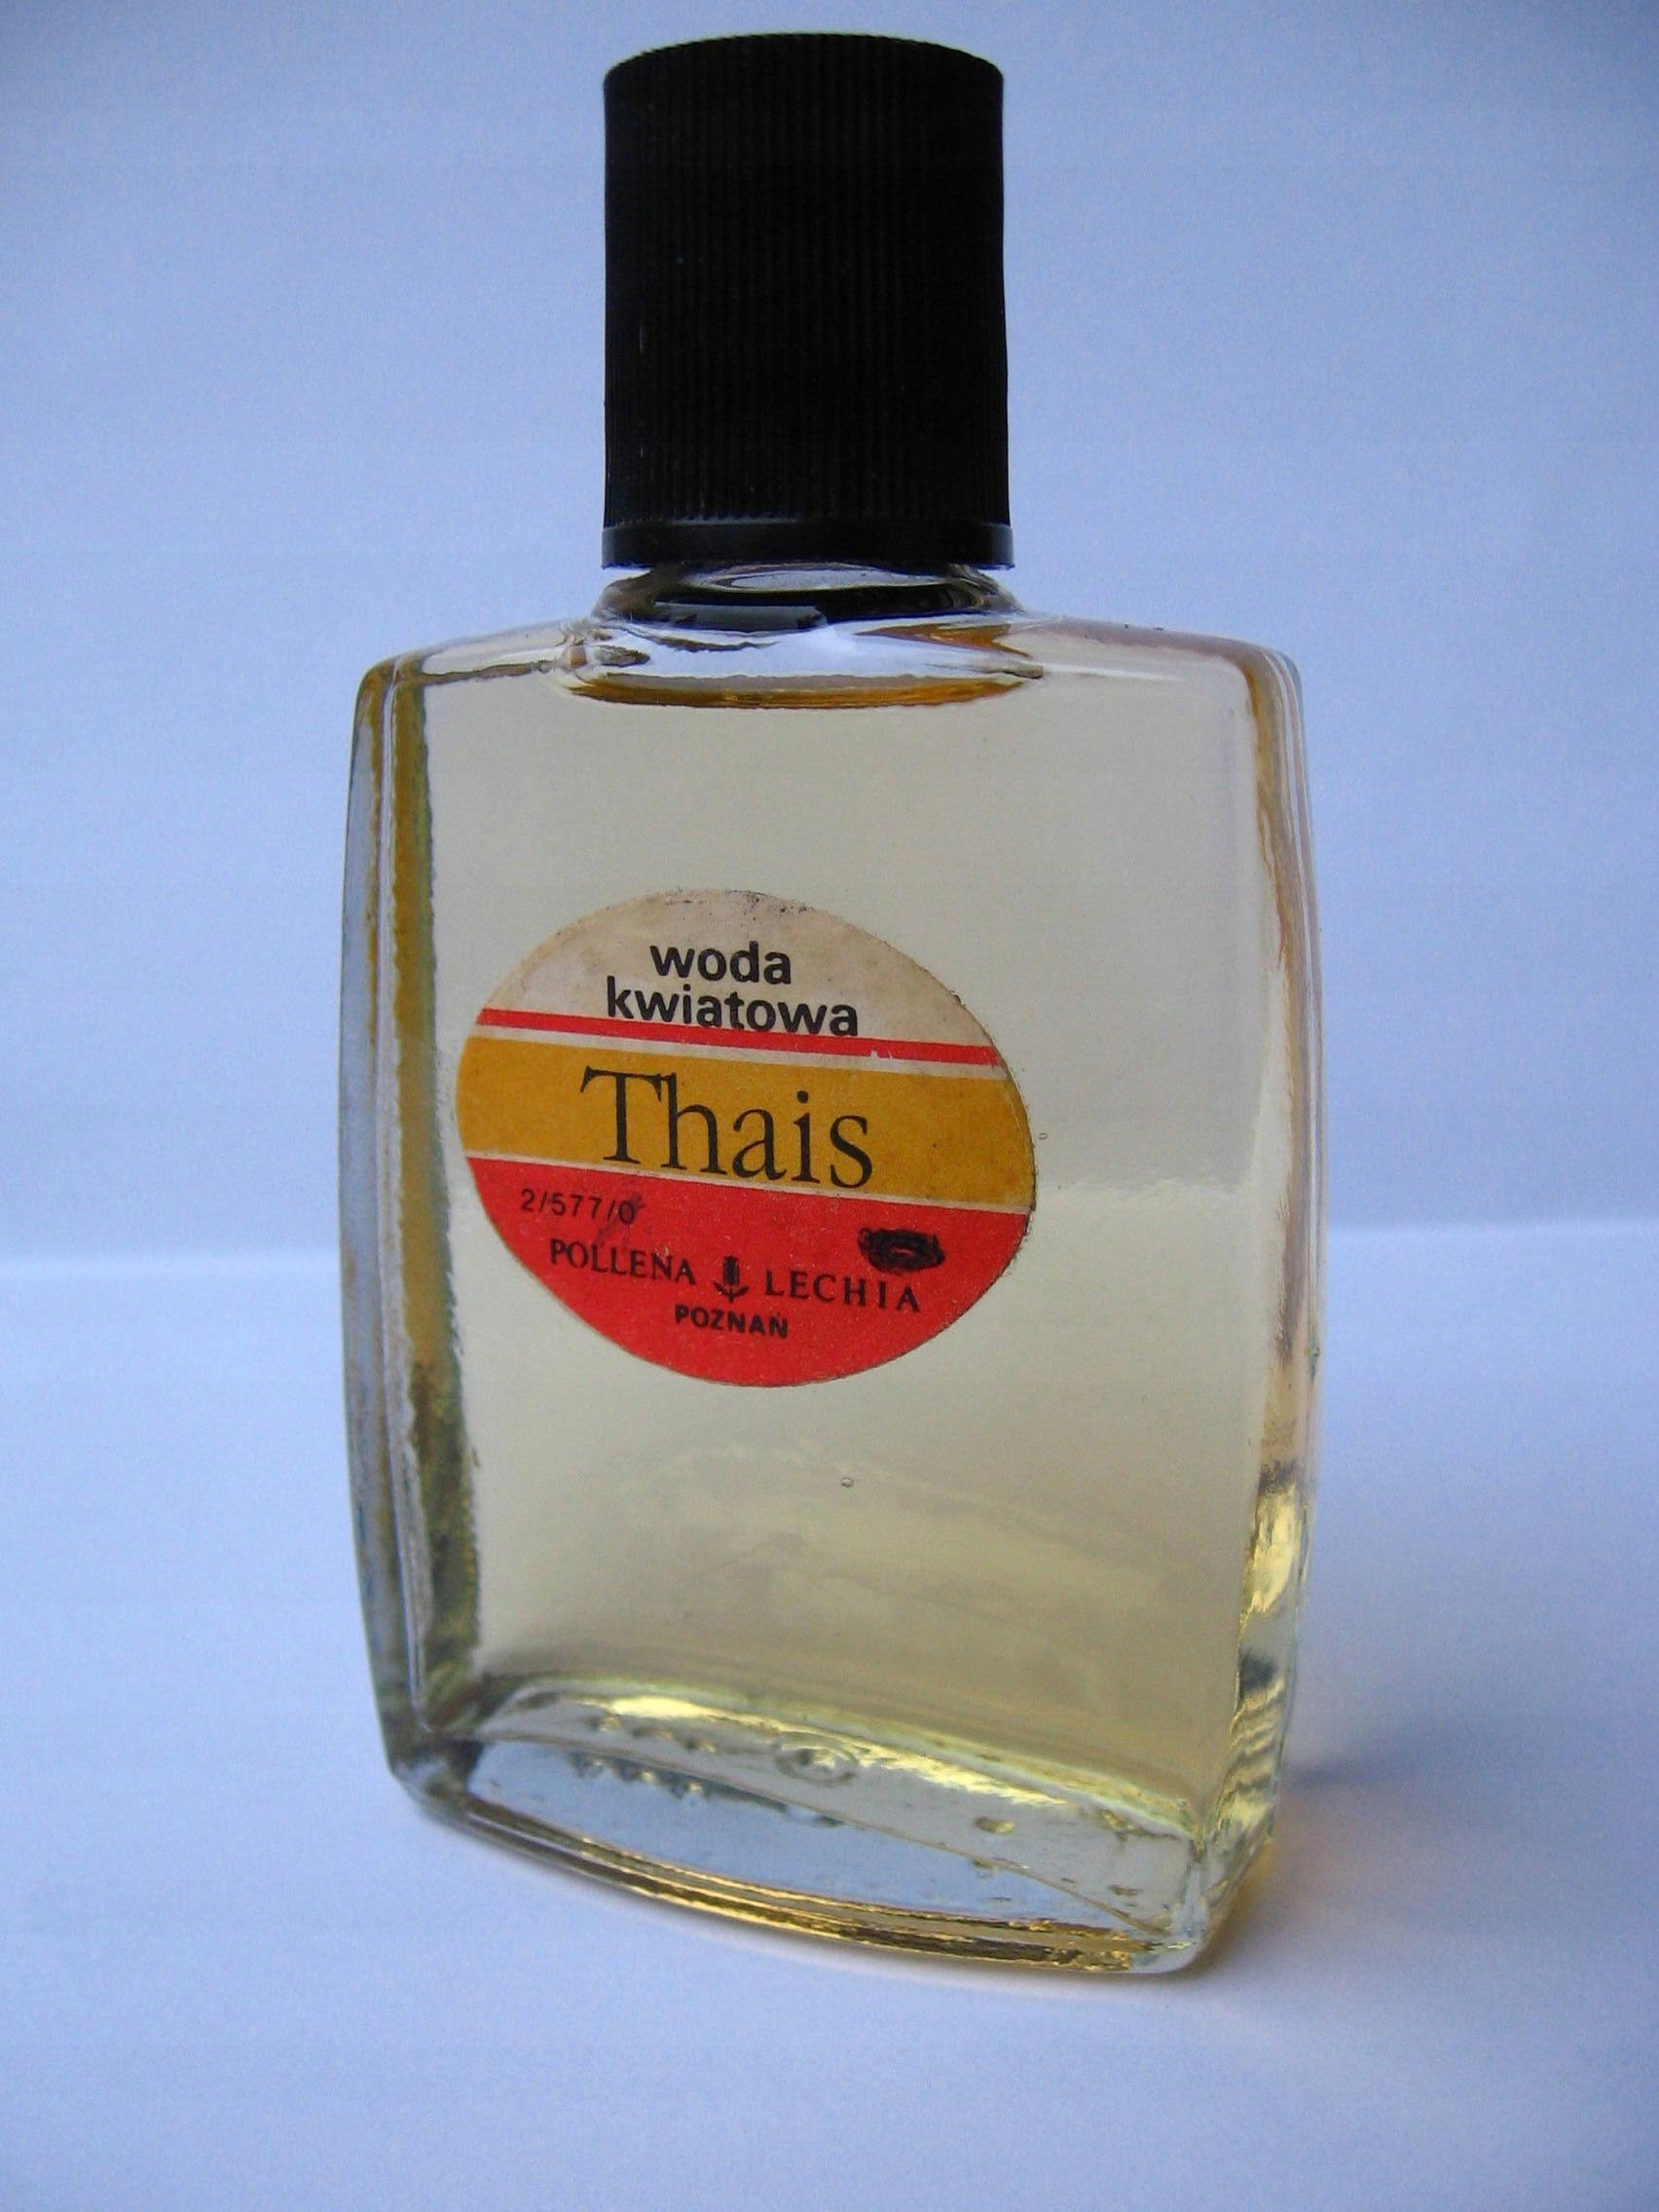 woda
kwiatowa
Thais
2/577/0
POLLENA LECHIA
POZNAŃ